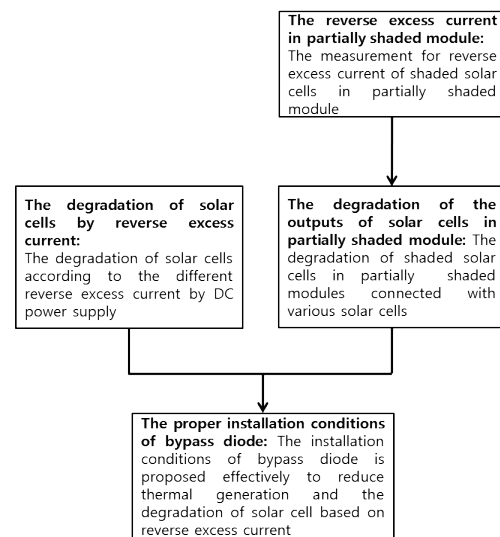 The reverse excess current
in partially shaded module:
The measurement for reverse
excess current of shaded solar
cells in partially shaded
module
The degradation of solar
cells by reverse excess
current:
The degradation of solar cells
according to the different
reverse excess current by DC
power supply
The degradation of the
outputs of solar cells in
partially shaded module: The
degradation of shaded solar
cells in partially shaded
modules connected with
various solar cells
The proper installation conditions
of bypass diode: The installation
conditions of bypass diode is
proposed effectively to reduce
thermal generation and the
degradation of solar cell based on
reverse excess current